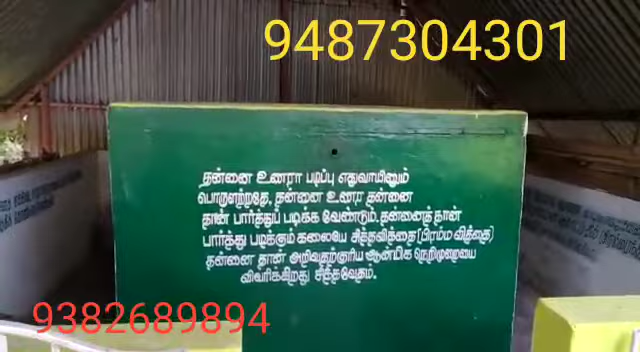 9487304301
தன்னை உணரா படிப்பு எதுவாயினும்
பொருளற்றதே. தன்னை உணர தன்னை
தான் பார்த்துப் படிக்க வேண்டும். தன்னைத் தான்
பார்த்து படிக்கும் கலையே சித்தவித்தை (பிரம்ம வித்தை)
தன்னை தான் அறிவதற்குரிய ஆன்மிக நெறிமுறையை
விவரிக்கிறது சித்தவேதம்.
9382689894